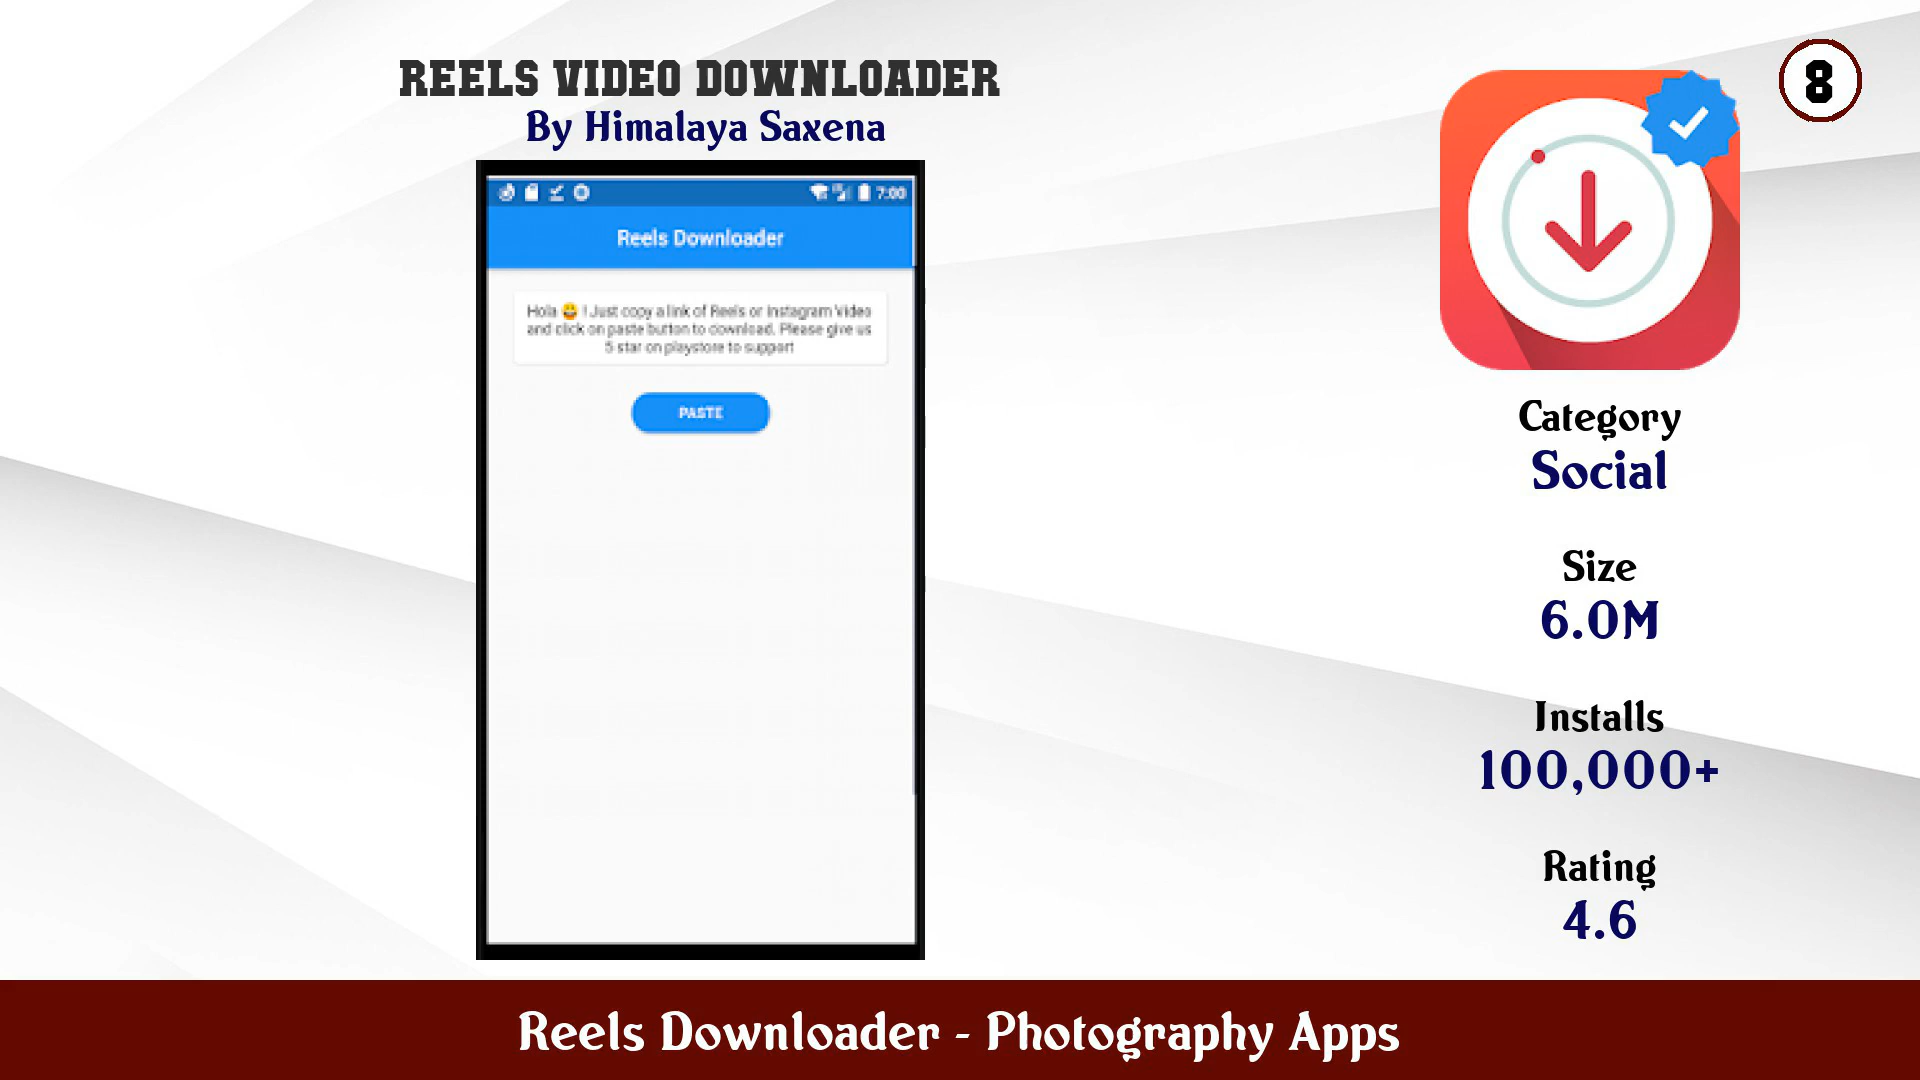 REELS VIDEO DOWNLOADER
By Himalaya Saxena
8
7:00
Reels Downloader
Hola 😀 ! Just copy a link of Reels or Instagram Video
and click on paste button to download. Please give us
5 star on playstore to support
PASTE
Category
Social
Size
6.0M
Installs
100,000+
Rating
4.6
Reels Downloader - Photography Apps